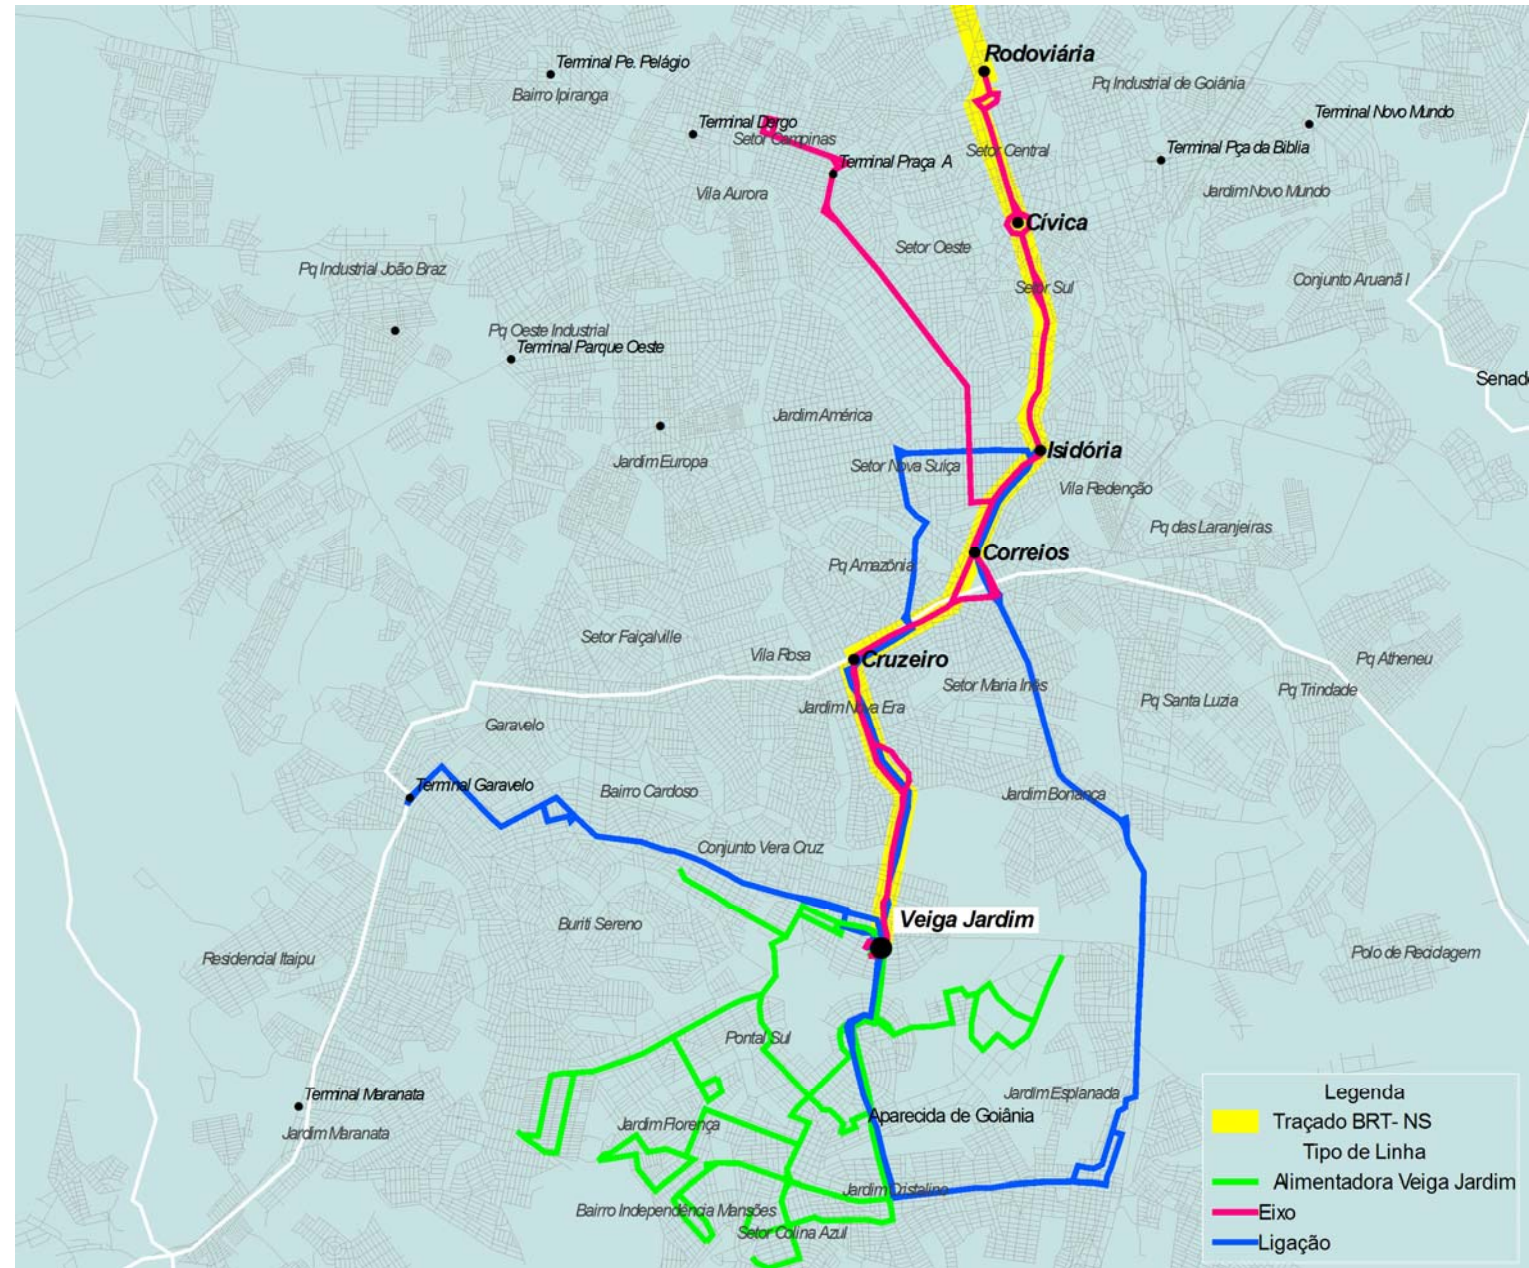 Rodoviária
Terminal Pe. Pelágio
Pq Industrial de Goiânia
Bairro Ipiranga
Terminal Novo Mundo
Terminal Dergo
Setor Campinas
Setor Central
Terminal Pça da Biblia
Terminal Praça A
Vila Aurora
Jardim Novo Mundo
Cívica
Setor Oeste
Pq Industrial João Braz
Conjunto Aruanã I
Setor Sul
Pq Oeste Industrial
Terminal Parque Oeste
Senad
Jardim América
Isidória
Jardim Europa
Setor Nova Suíça
Vila Redenção
Pq das Laranjeiras
Correios
Pq Amazônia
Setor Faiçalville
Vila Rosa
Cruzeiro
Pq Atheneu
Setor Maria Inês
Pq Trindade
Pq Santa Luzia
Jardim Nova Era
Garavelo
Terminal Garavelo
Bairro Cardoso
Jardim Bonança
Conjunto Vera Cruz
Veiga Jardim
Buriti Sereno
Residencial Itaipu
Polo de Reciclagem
Pontal Sul
Terminal Maranata
Jardim Esplanada
Jardim Florença
Aparecida de Goiânia
Jardim Maranata
Jardim Cristalino
Bairro Independência Mansões
Setor Colina Azul
Legenda
Traçado BRT- NS
Tipo de Linha
Alimentadora Veiga Jardim
Eixo
Ligação